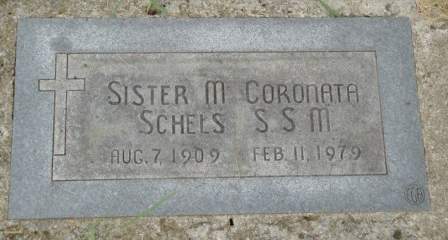 SISTER M CORONATA
SCHELS SSM
AUG. 7, 1909 FEB. 11, 1979